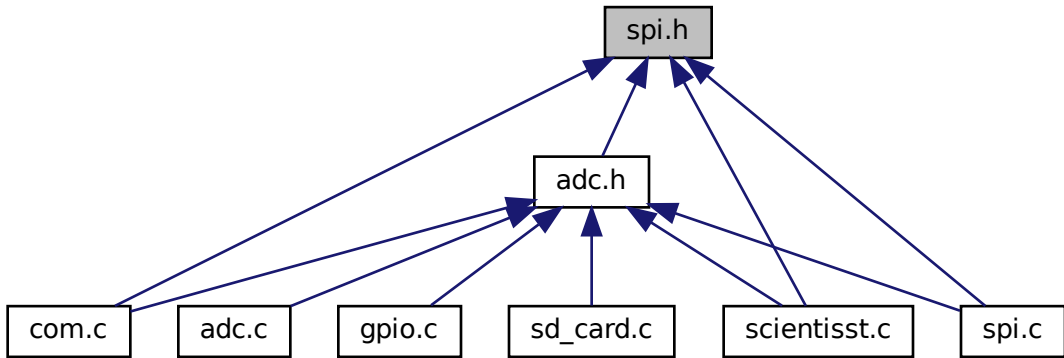 spi.h
adc.h
com.c
adc.c
gpio.c
sd_card.c
scientisst.c
spi.c